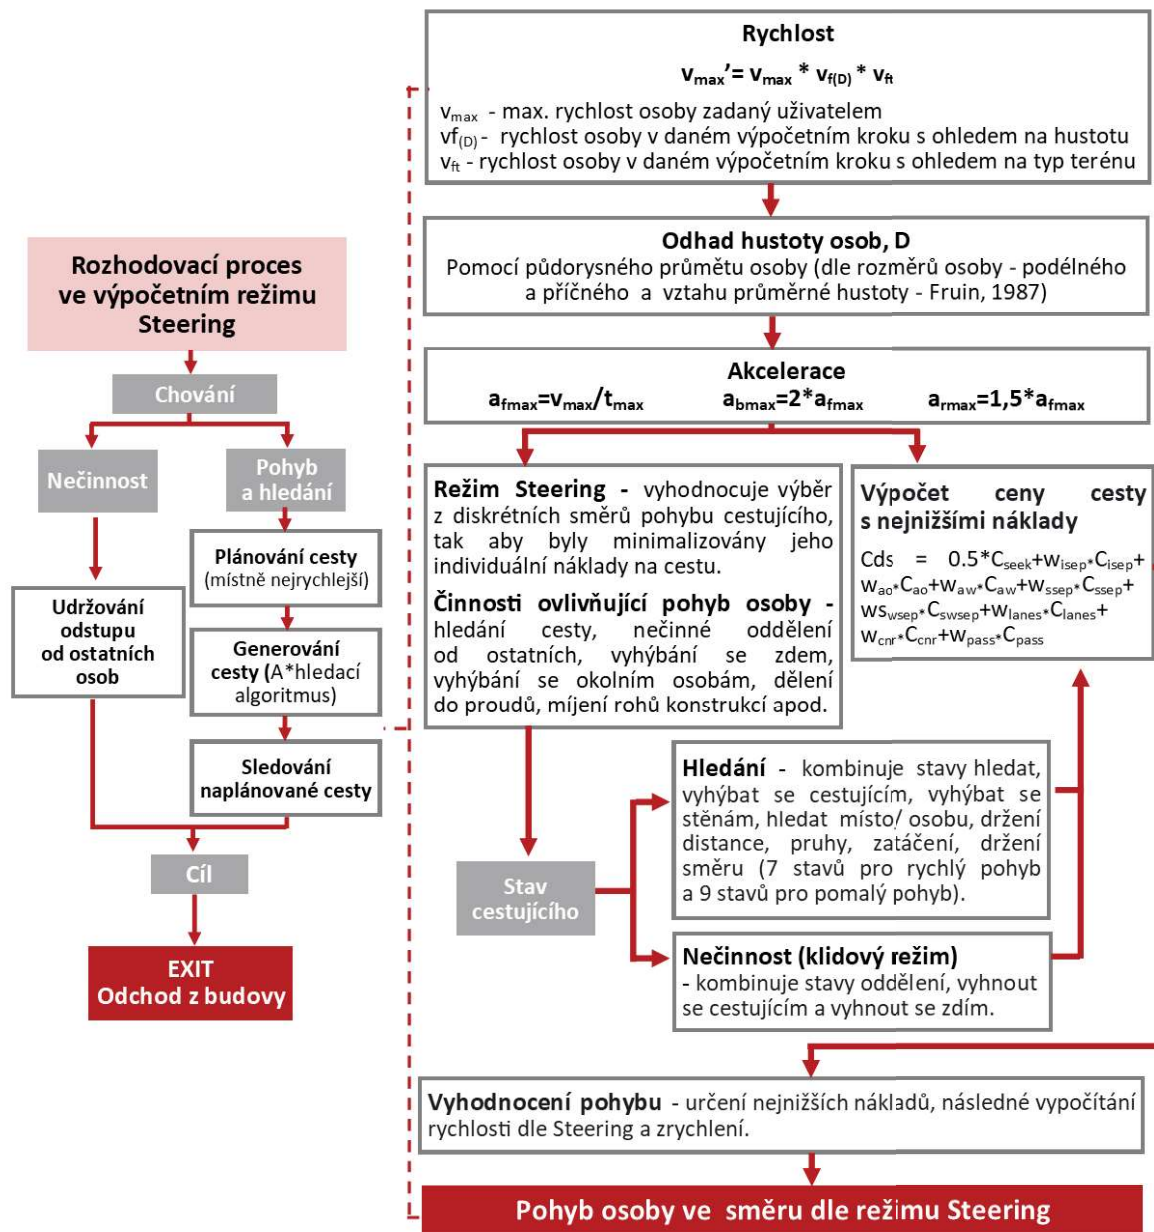 Rozhodovací proces
ve výpočetním režimu
Steering
Chování
Nečinnost
Pohyb
a hledání
Plánování cesty
(místně nejrychlejší)
Udržování
odstupu
od ostatních
osob
Generování
cesty (A*hledací
algoritmus)
Sledování
naplánované cesty
Cíl
EXIT
Odchod z budovy
Rychlost
vmax’= vmax * vf(D) * vft
vmax - max. rychlost osoby zadaný uživatelem
vf(D) - rychlost osoby v daném výpočetním kroku s ohledem na hustotu
vft - rychlost osoby v daném výpočetním kroku s ohledem na typ terénu
Odhad hustoty osob, D
Pomocí půdorysného průmětu osoby (dle rozměrů osoby - podélného
a příčného a vztahu průměrné hustoty - Fruin, 1987)
Akcelerace
afmax=vmax/tmax abmax=2*afmax armax=1,5*afmax
Režim Steering - vyhodnocuje výběr
z diskrétních směrů pohybu cestujícího,
tak aby byly minimalizovány jeho
individuální náklady na cestu.
Činnosti ovlivňující pohyb osoby -
hledání cesty, nečinné oddělení
od ostatních, vyhýbání se zdem,
vyhýbání se okolním osobám, dělení
do proudů, míjení rohů konstrukcí apod.
Výpočet ceny cesty
s nejnižšími náklady
Cds = 0.5*Cseek+wisep*Cisep+
wao*Cao+waw*Caw+wssep*Cssep+
wswsep*Cswsep+wlanes*Clanes+
wcnr*Ccnr+wpass*Cpass
Stav
cestujícího
Hledání - kombinuje stavy hledat,
vyhýbat se cestujícím, vyhýbat se
stěnám, hledat místo/ osobu, držení
distance, pruhy, zatáčení, držení
směru (7 stavů pro rychlý pohyb
a 9 stavů pro pomalý pohyb).
Nečinnost (klidový režim)
- kombinuje stavy oddělení, vyhnout
se cestujícím a vyhnout se zdím.
Vyhodnocení pohybu - určení nejnižších nákladů, následné vypočítání
rychlosti dle Steering a zrychlení.
Pohyb osoby ve směru dle režimu Steering